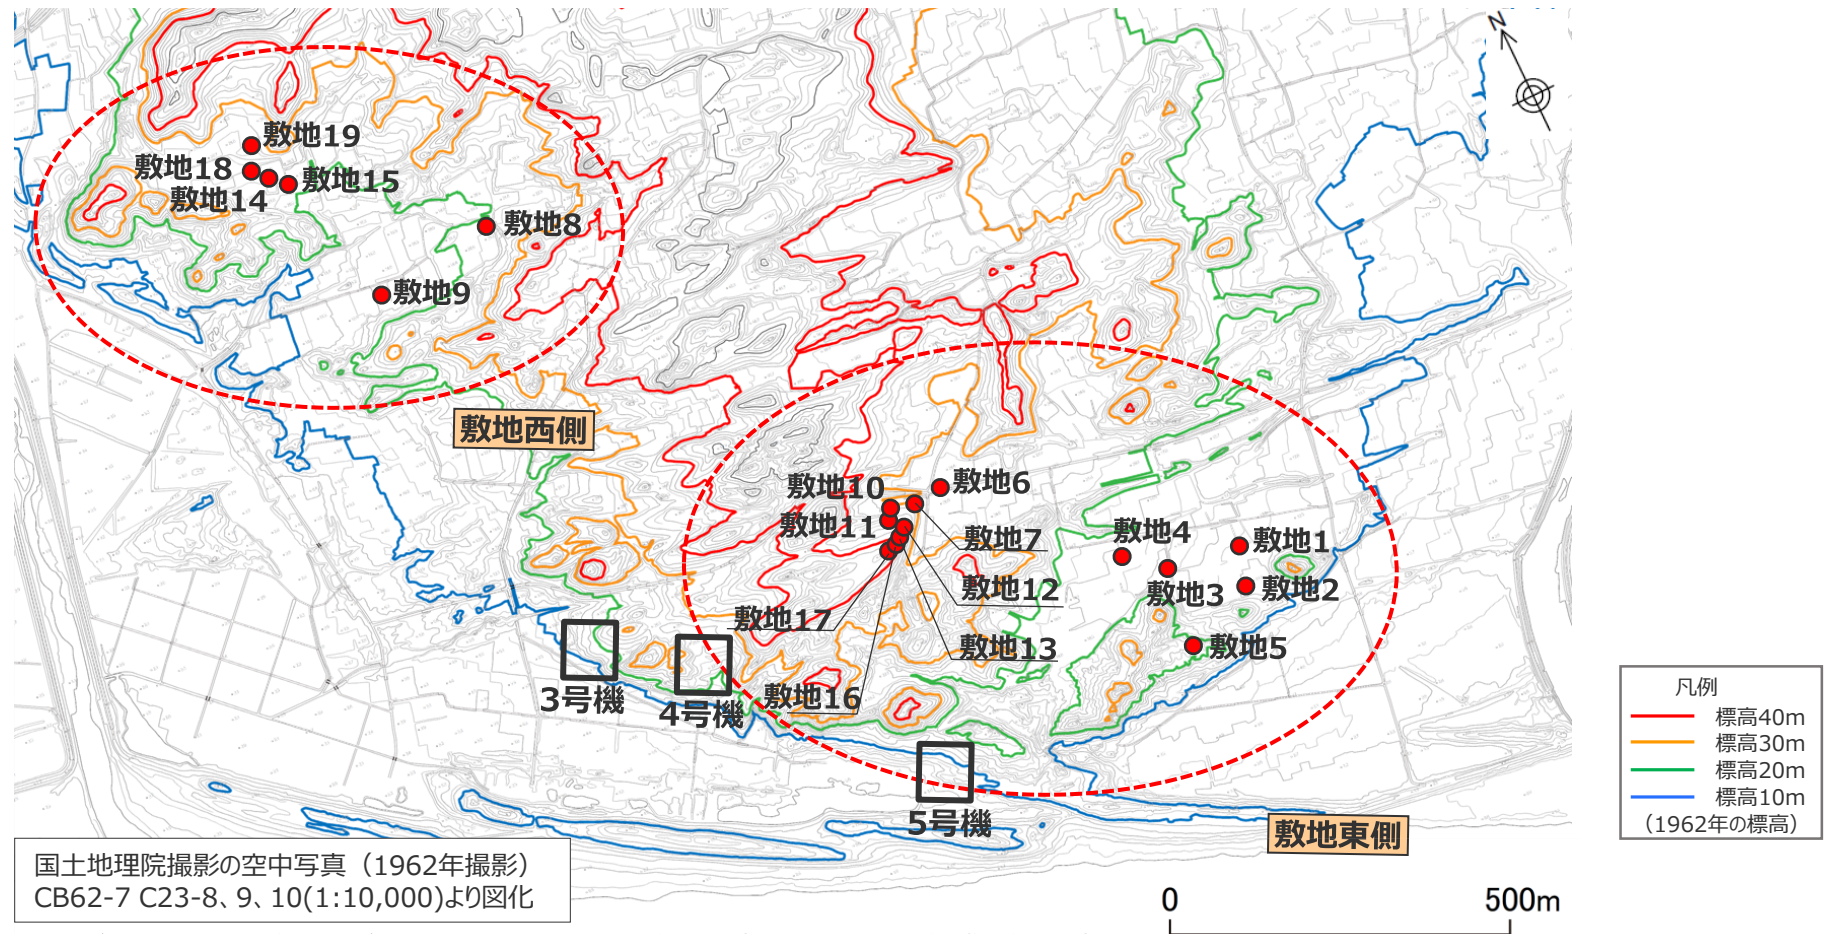 N
敷地19
敷地18
敷地15
敷地14
敷地8
敷地9
敷地西側
敷地10
敷地6
敷地11
敷地7
敷地4
敷地1
敷地12
敷地3
敷地2
敷地17
敷地13
敷地5
敷地16
3号機
4号機
5号機
敷地東側
凡例
標高40m
標高30m
標高20m
標高10m
（1962年の標高）
国土地理院撮影の空中写真（1962年撮影）
CB62-7 C23-8、9、10(1:10,000)より図化
0
500m